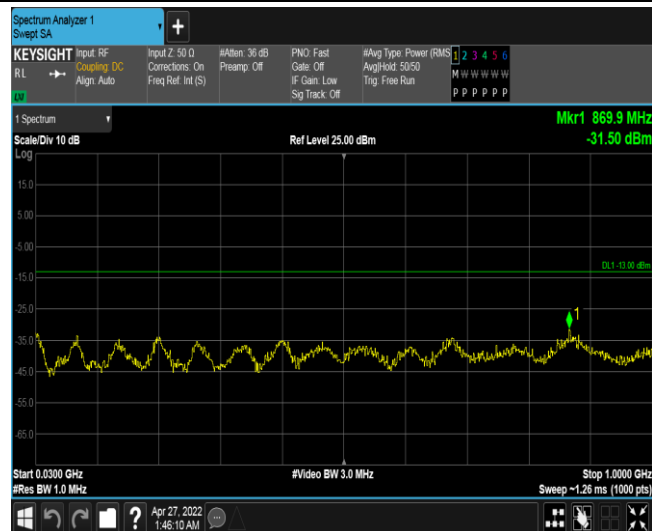 Spectrum Analyzer 1
Swept SA
+
KEYSIGHT
RL
Input: RF
Coupling: DC
Align: Auto
Input Z: 50 Ω
Corrections: On
Freq Ref: Int (S)
#Atten: 36 dB
Preamp: Off
PNO: Fast
Gate: Off
IF Gain: Low
Sig Track: Off
#Avg Type: Power (RMS
Avg|Hold: 50/50
Trig: Free Run
1 2 3 4 5 6
M W W W W W
P P P P P P
1 Spectrum
Scale/Div 10 dB
Log
Ref Level 25.00 dBm
Mkr1 869.9 MHz
-31.50 dBm
15.0
5.00
-5.00
-15.0
-25.0
-35.0
-45.0
-55.0
-65.0
DL1 -13.00 dBm
1
Start 0.0300 GHz
#Res BW 1.0 MHz
#Video BW 3.0 MHz
Stop 1.0000 GHz
Sweep ~1.26 ms (1000 pts)
?
Apr 27, 2022
1:46:10 AM